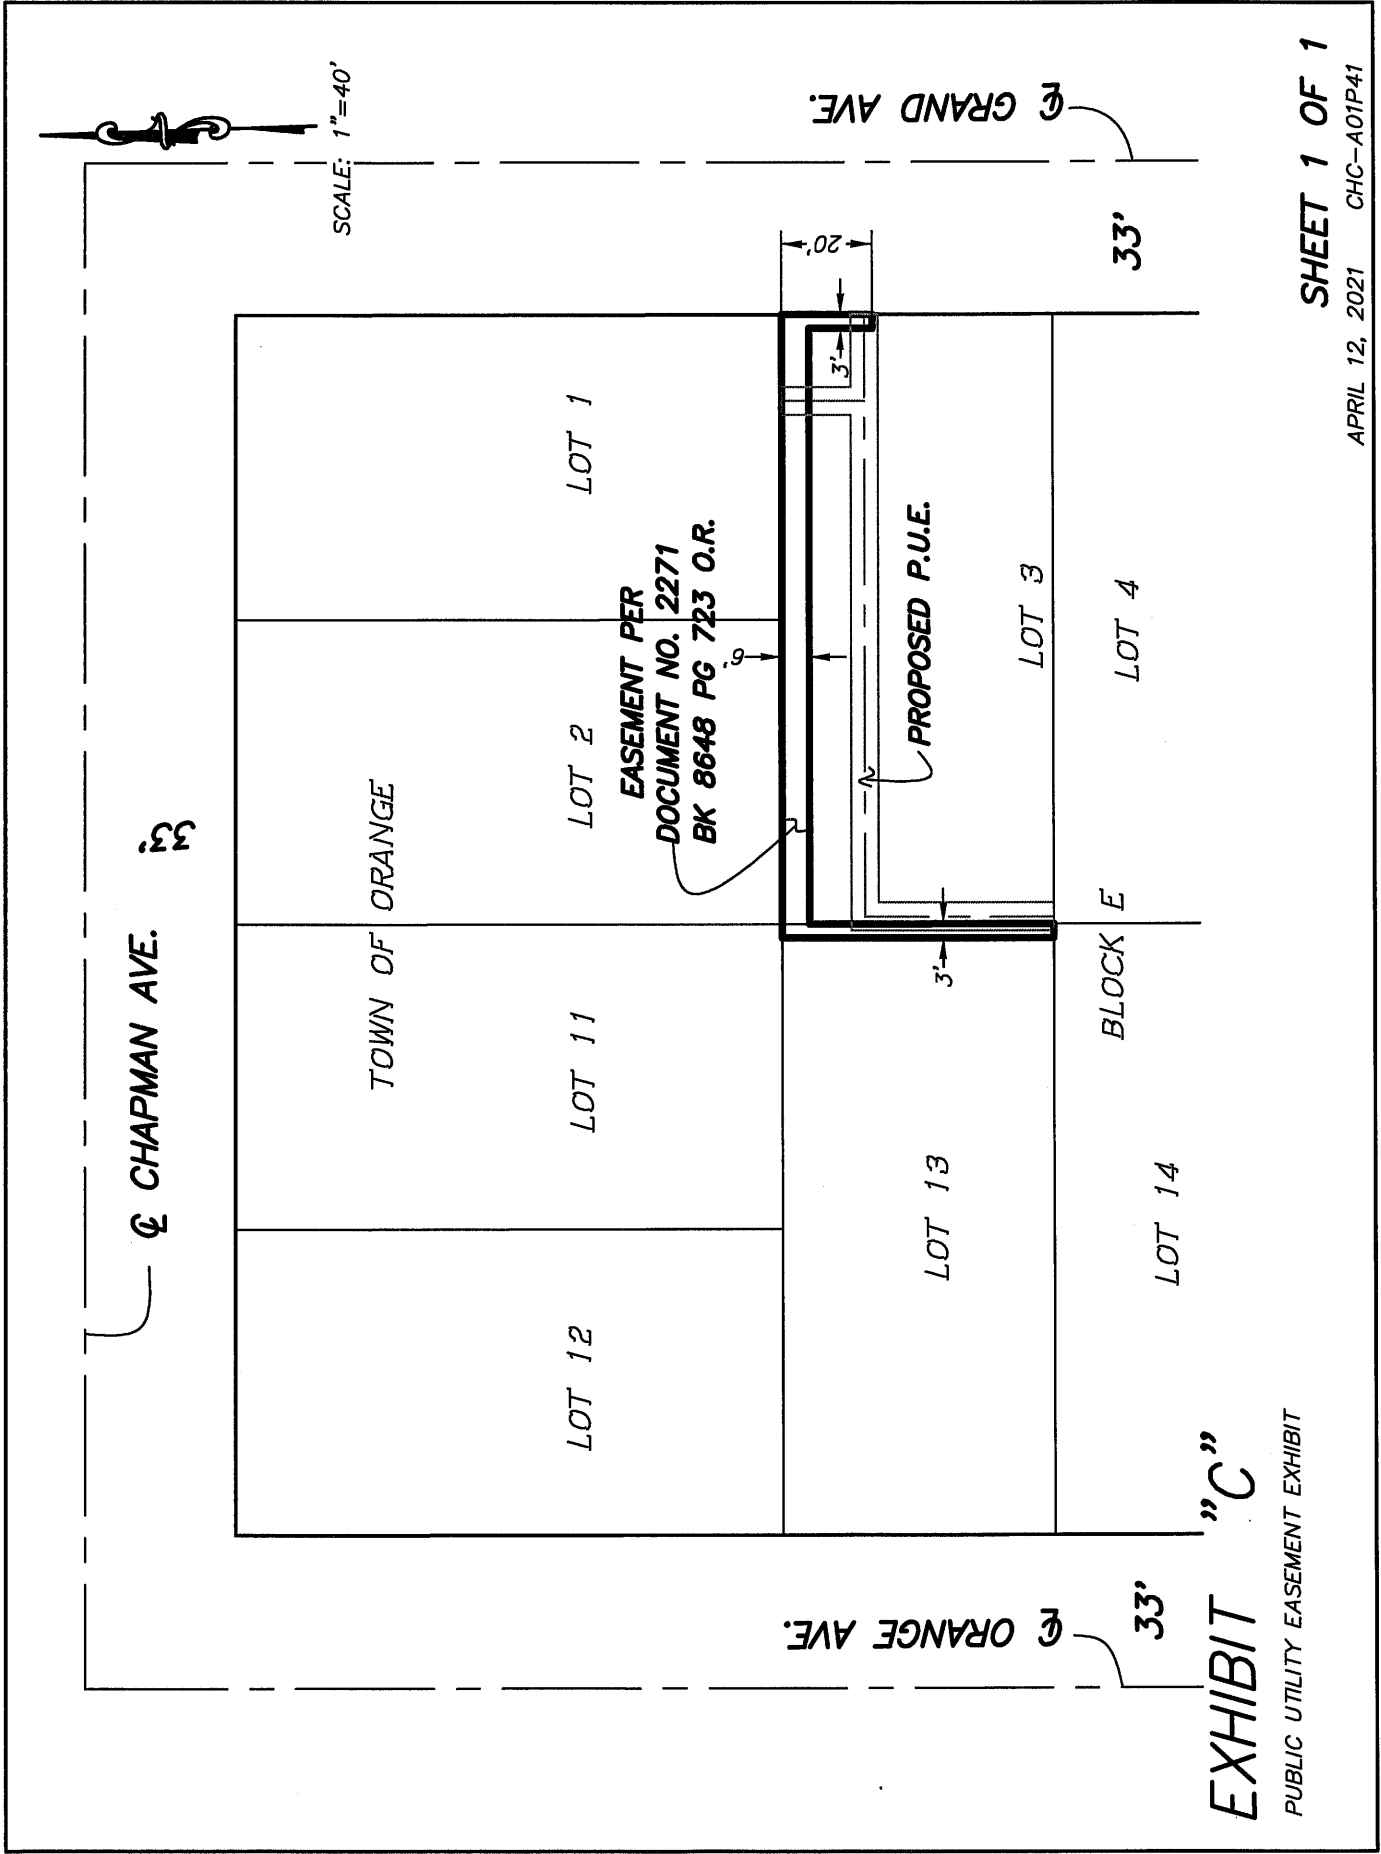 ℄ CHAPMAN AVE.
33'
SCALE: 1"=40'
TOWN OF ORANGE
LOT 12
LOT 11
LOT 2
LOT 1
EASEMENT PER
DOCUMENT NO. 2271
BK 8648 PG 723 O.R.
6'
20'
3'
3'
PROPOSED P.U.E.
LOT 13
LOT 3
LOT 14
BLOCK E
LOT 4
℄ ORANGE AVE.
33'
℄ GRAND AVE.
33'
EXHIBIT "C"
PUBLIC UTILITY EASEMENT EXHIBIT
SHEET 1 OF 1
APRIL 12, 2021 CHC-A01P41